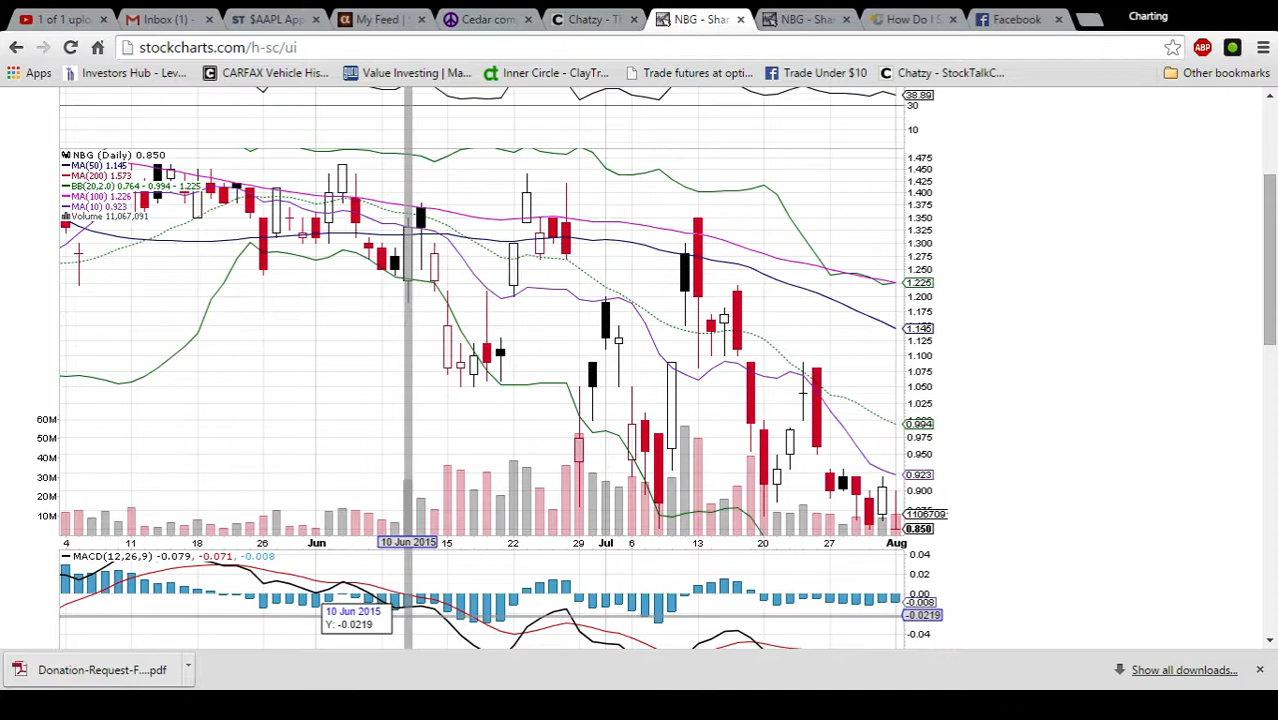 1 of 1 uplo
Inbox (1) -
ST $AAPL App
My Feed | S
Cedar com
Chatzy - Th
NBG - Shar
NBG - Shar
How Do I S
Facebook
Charting
stockcharts.com/h-sc/ui
ABP
Apps
Investors Hub - Lev...
CARFAX Vehicle His...
Value Investing | Ma...
Inner Circle - ClayTr...
Trade futures as opti...
Trade Under $10
Chatzy - StockTalkC...
Other bookmarks
38.89
30
10
NBG (Daily) 0.850
MA(50) 1.145
MA(200) 1.573
BB(20,2.0) 0.764 - 0.994 - 1.225
MA(100) 1.226
MA(10) 0.923
Volume 11,067,091
1.475
1.450
1.425
1.400
1.375
1.350
1.325
1.300
1.275
1.250
1.225
1.200
1.175
1.145
1.125
1.100
1.075
1.050
1.025
0.994
0.975
0.950
0.923
0.900
1106709
0.850
60M
50M
40M
30M
20M
10M
4 11 18 26 Jun 10 Jun 2015 15 22 29 Jul 6 13 20 27 Aug
MACD(12,26,9) -0.079, -0.071, -0.008
0.04
0.02
0.00
-0.008
-0.0219
-0.04
10 Jun 2015
Y: -0.0219
Donation-Request-F....pdf
Show all downloads...